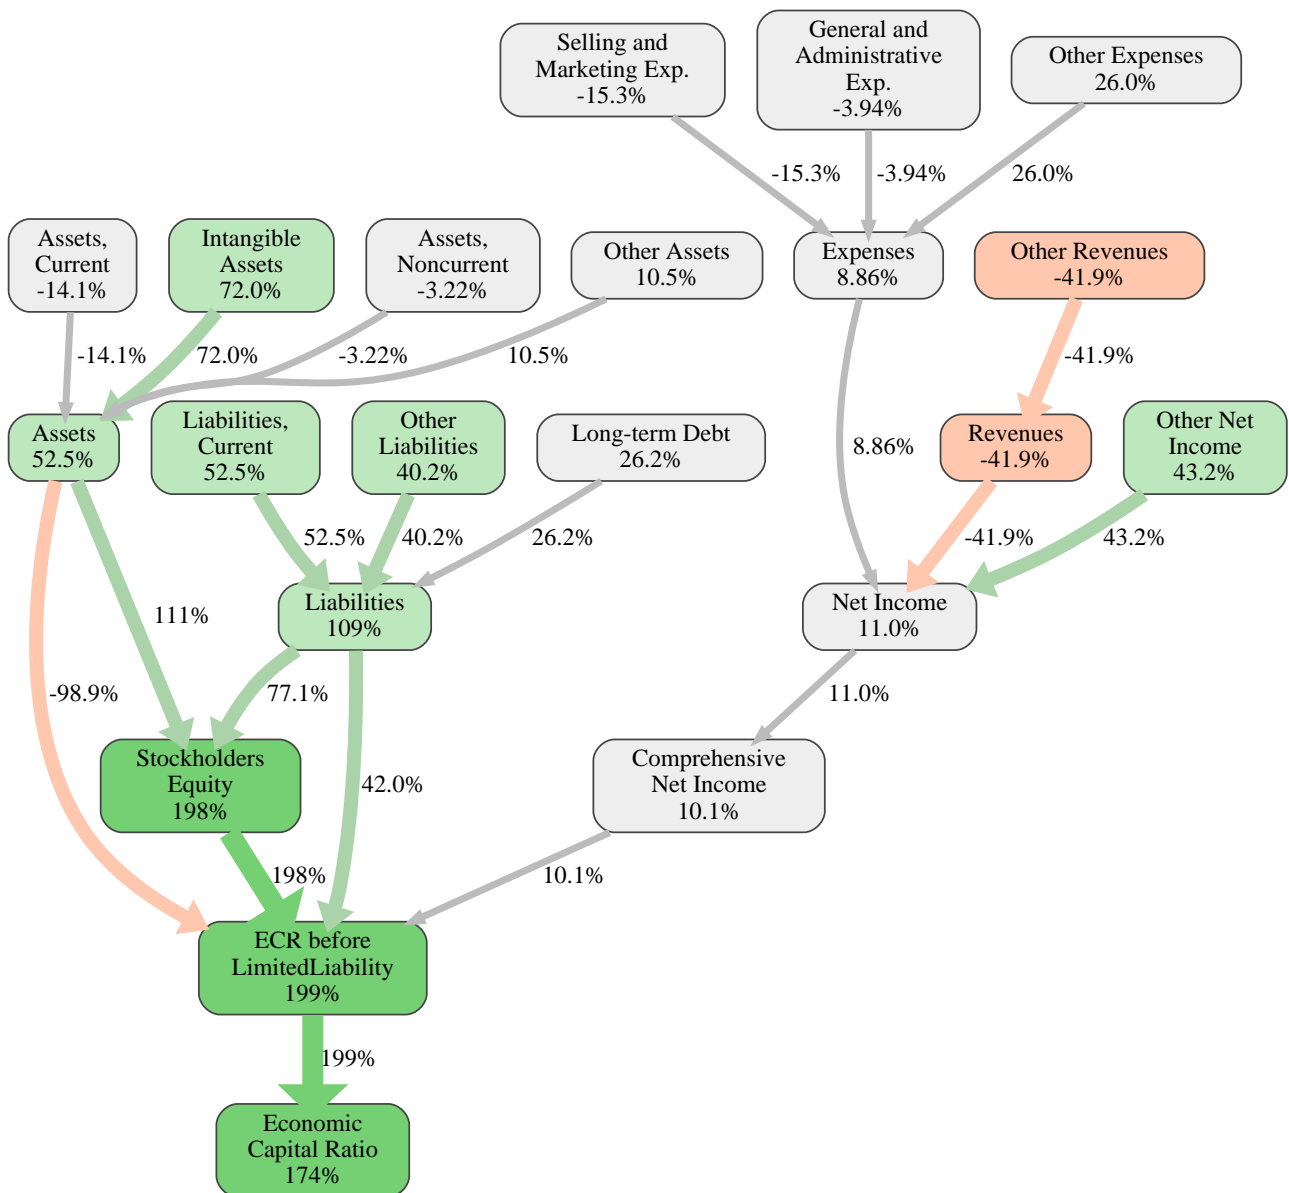 Selling and
Marketing Exp.
-15.3%
General and
Administrative
Exp.
-3.94%
Other Expenses
26.0%
-15.3%
-3.94%
26.0%
Assets,
Current
-14.1%
Intangible
Assets
72.0%
Assets,
Noncurrent
-3.22%
Other Assets
10.5%
Expenses
8.86%
Other Revenues
-41.9%
-14.1%
72.0%
-3.22%
10.5%
-41.9%
Assets
52.5%
Liabilities,
Current
52.5%
Other
Liabilities
40.2%
Long-term Debt
26.2%
8.86%
Revenues
-41.9%
Other Net
Income
43.2%
52.5%
40.2%
26.2%
-41.9%
43.2%
Liabilities
109%
Net Income
11.0%
111%
-98.9%
77.1%
11.0%
Stockholders
Equity
198%
42.0%
Comprehensive
Net Income
10.1%
198%
10.1%
ECR before
LimitedLiability
199%
199%
Economic
Capital Ratio
174%